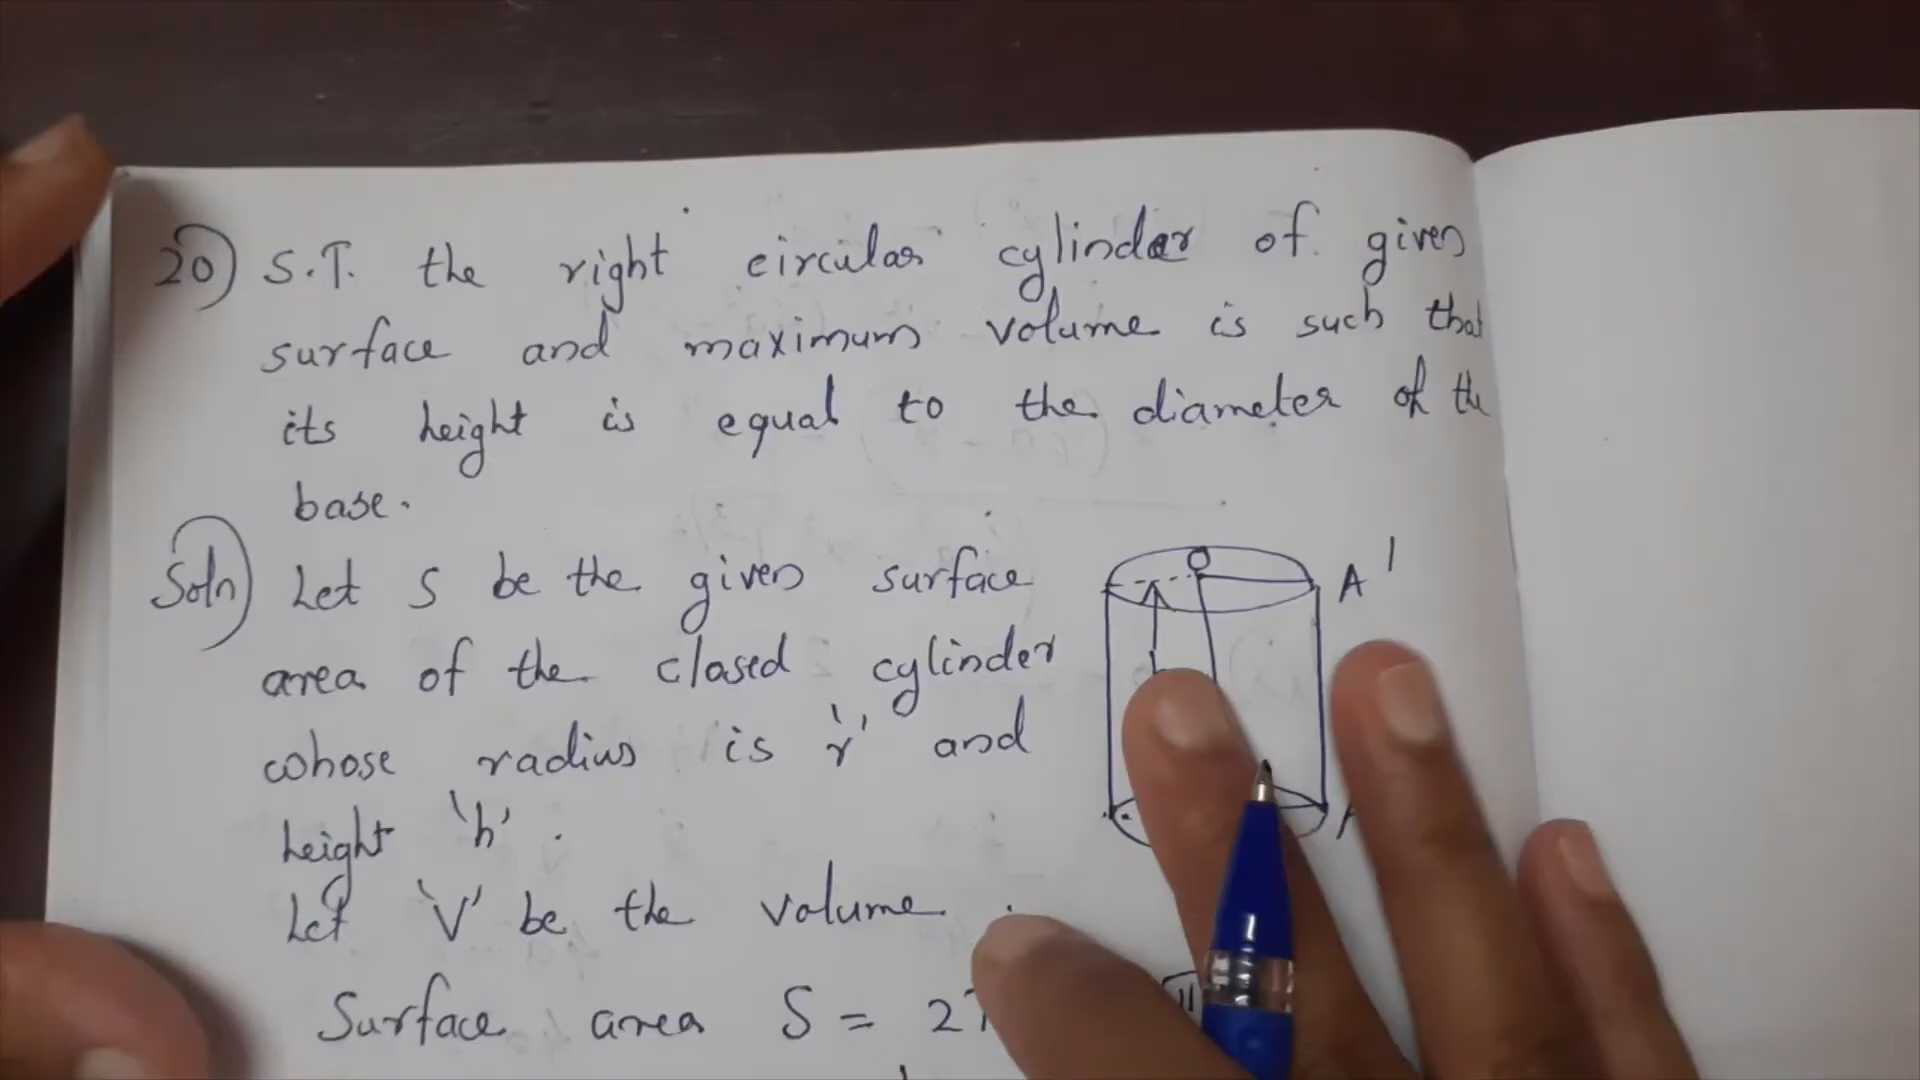 20) S.T. the right circular cylinder of given
surface and maximum volume is such that
its height is equal to the diameter of the
base.
Soln) Let S be the given surface
area of the closed cylinder
whose radius is 'r' and
height 'h'.
Let 'V' be the volume.
Surface area S = 2
O
A'